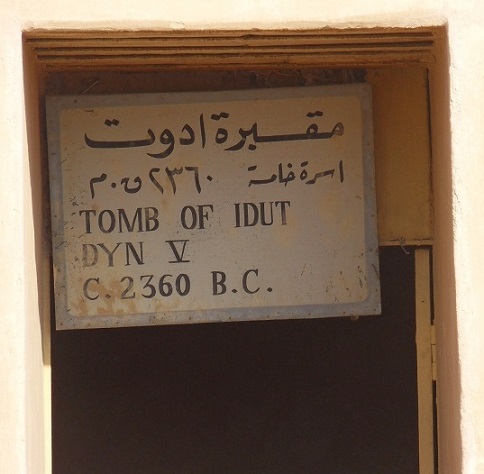 مقبرة ادوت
اسرة خامسة ٢٣٦٠ ق.م
TOMB OF IDUT
DYN V
C. 2360 B.C.